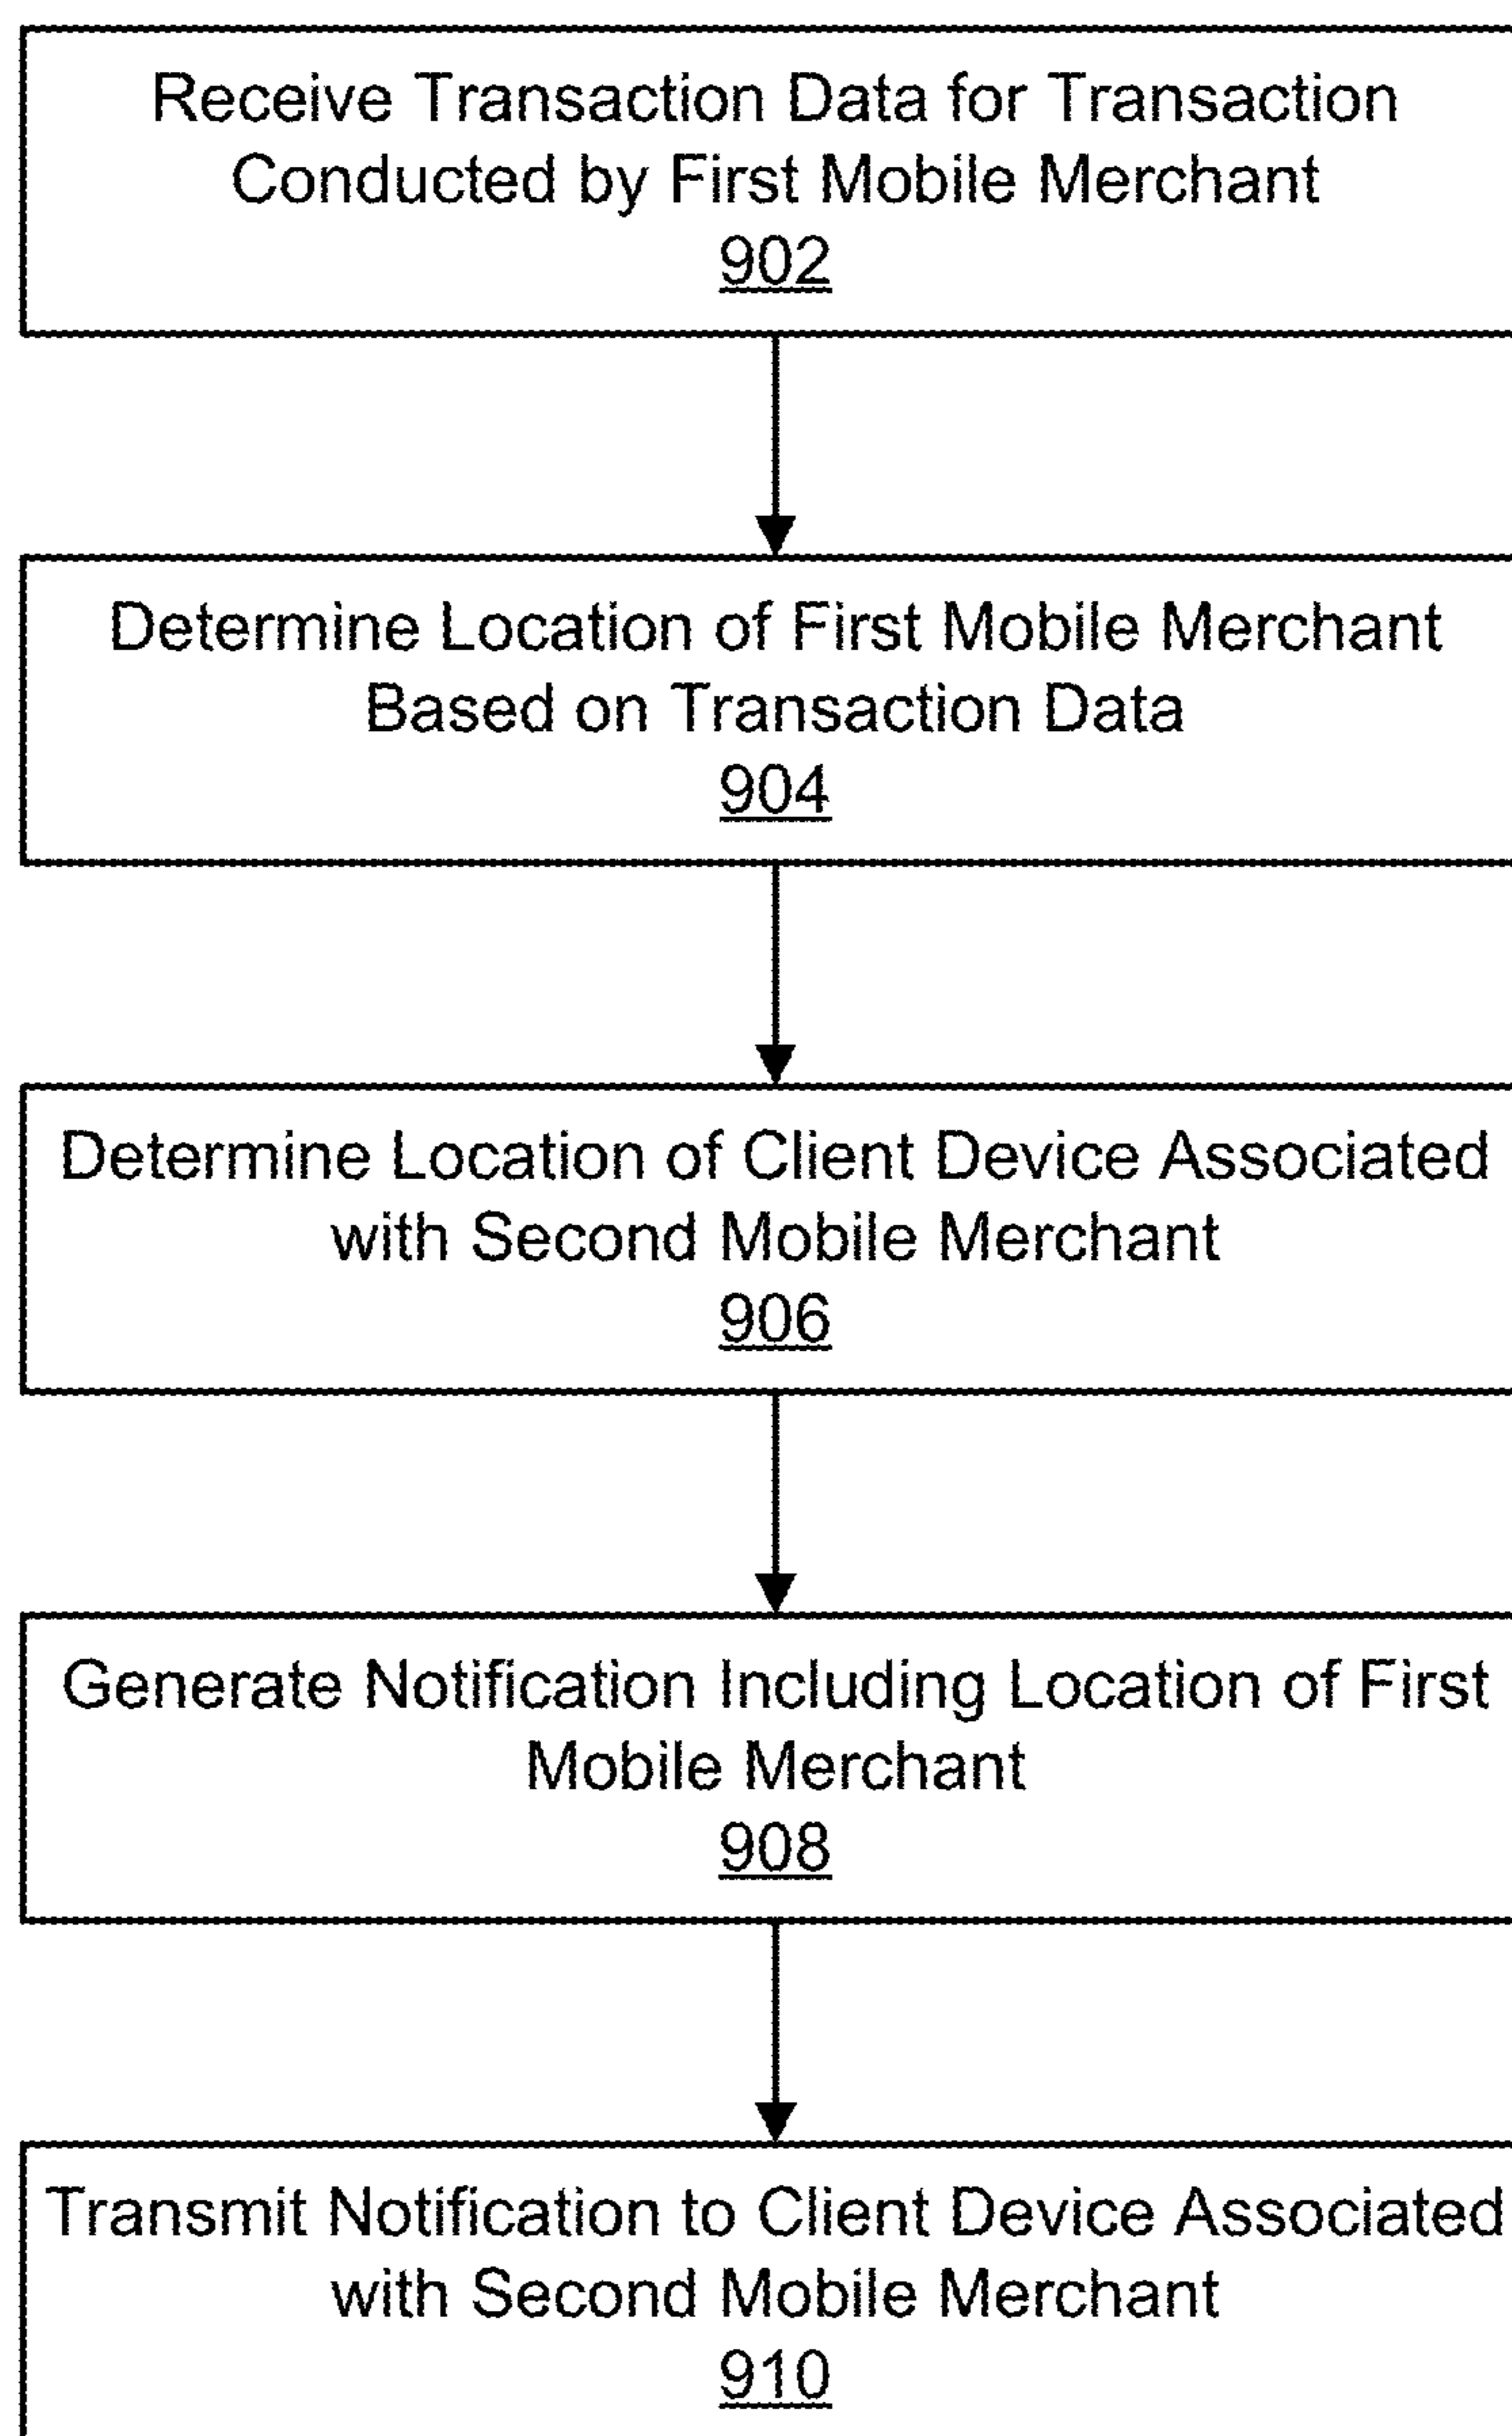 Receive Transaction Data for Transaction
Conducted by First Mobile Merchant
902
Determine Location of First Mobile Merchant
Based on Transaction Data
904
Determine Location of Client Device Associated
with Second Mobile Merchant
906
Generate Notification Including Location of First
Mobile Merchant
908
Transmit Notification to Client Device Associated
with Second Mobile Merchant
910